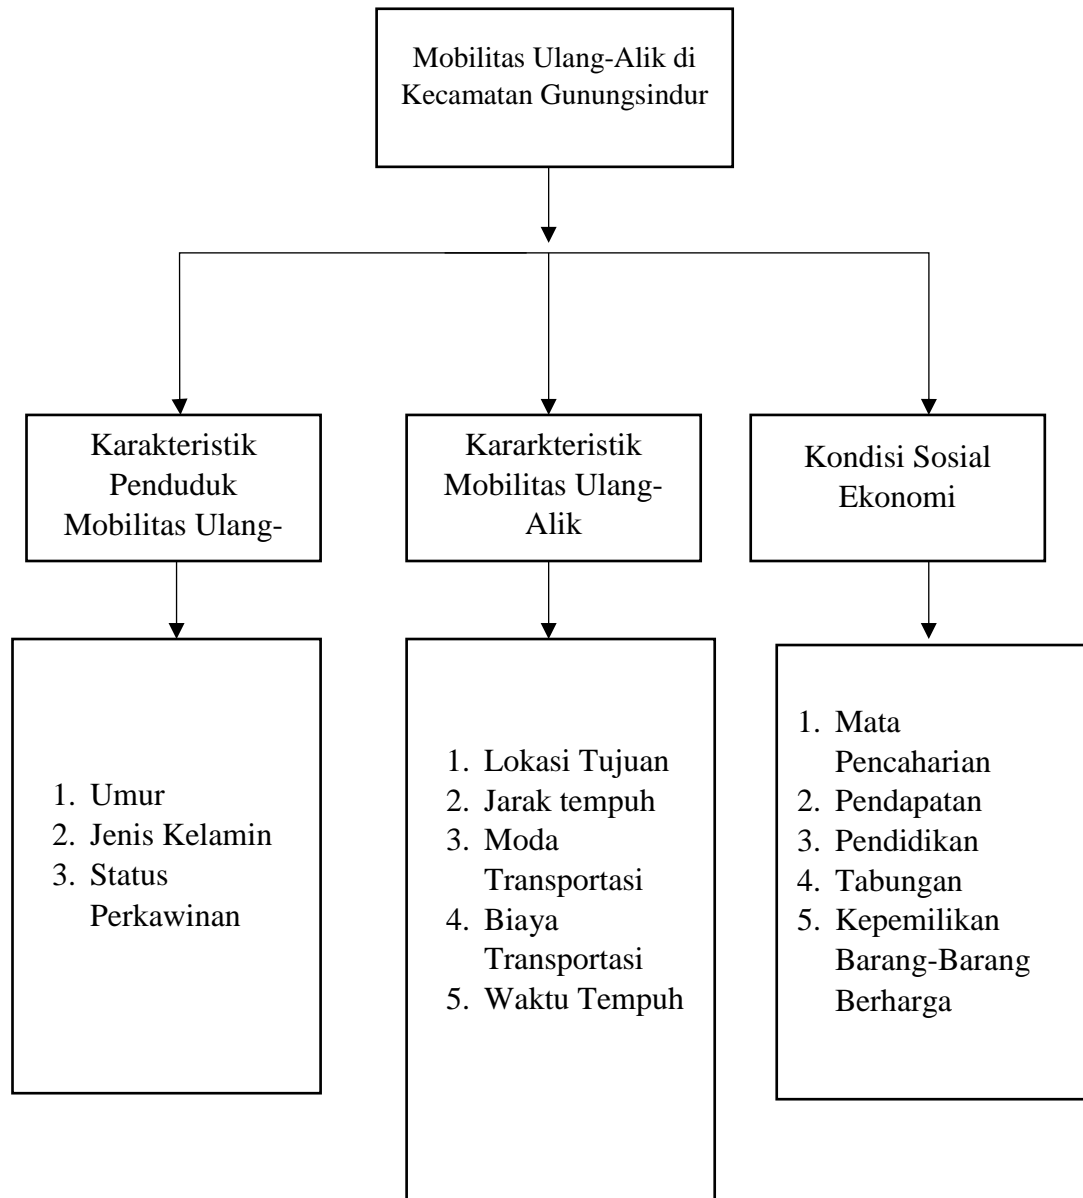 Mobilitas Ulang-Alik di
Kecamatan Gunungsindur
Karakteristik
Penduduk
Mobilitas Ulang-
Kararkteristik
Mobilitas Ulang-
Alik
Kondisi Sosial
Ekonomi
1. Umur
2. Jenis Kelamin
3. Status
Perkawinan
1. Lokasi Tujuan
2. Jarak tempuh
3. Moda
Transportasi
4. Biaya
Transportasi
5. Waktu Tempuh
1. Mata
Pencaharian
2. Pendapatan
3. Pendidikan
4. Tabungan
5. Kepemilikan
Barang-Barang
Berharga